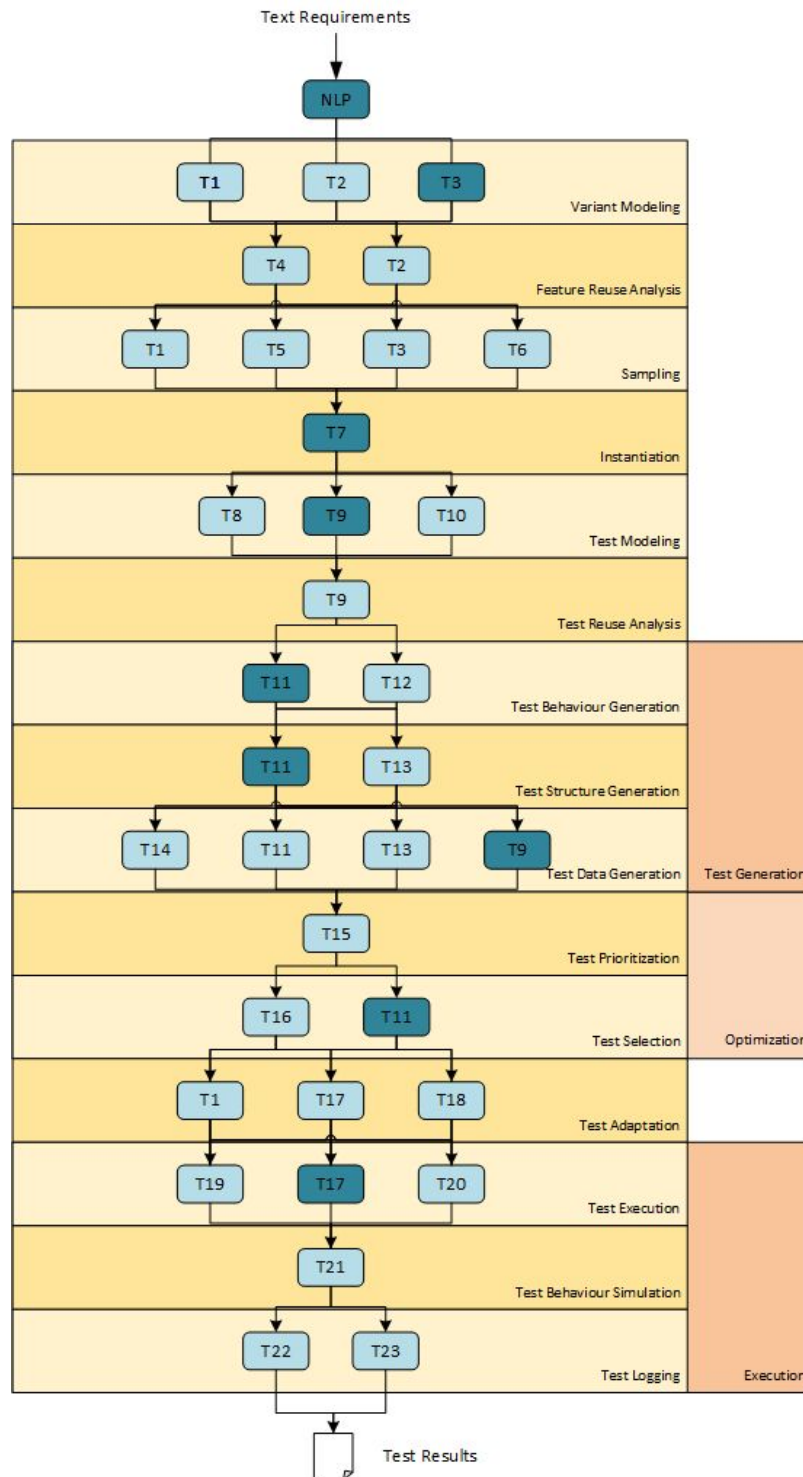 Text Requirements
NLP
T1 T2 T3
Variant Modeling
T4 T2
Feature Reuse Analysis
T1 T5 T3 T6
Sampling
T7
Instantiation
T8 T9 T10
Test Modeling
T9
Test Reuse Analysis
T11 T12
Test Behaviour Generation
T11 T13
Test Structure Generation
T14 T11 T13 T9
Test Data Generation Test Generation
T15
Test Prioritization
T16 T11
Test Selection Optimization
T1 T17 T18
Test Adaptation
T19 T17 T20
Test Execution
T21
Test Behaviour Simulation
T22 T23
Test Logging Execution
Test Results